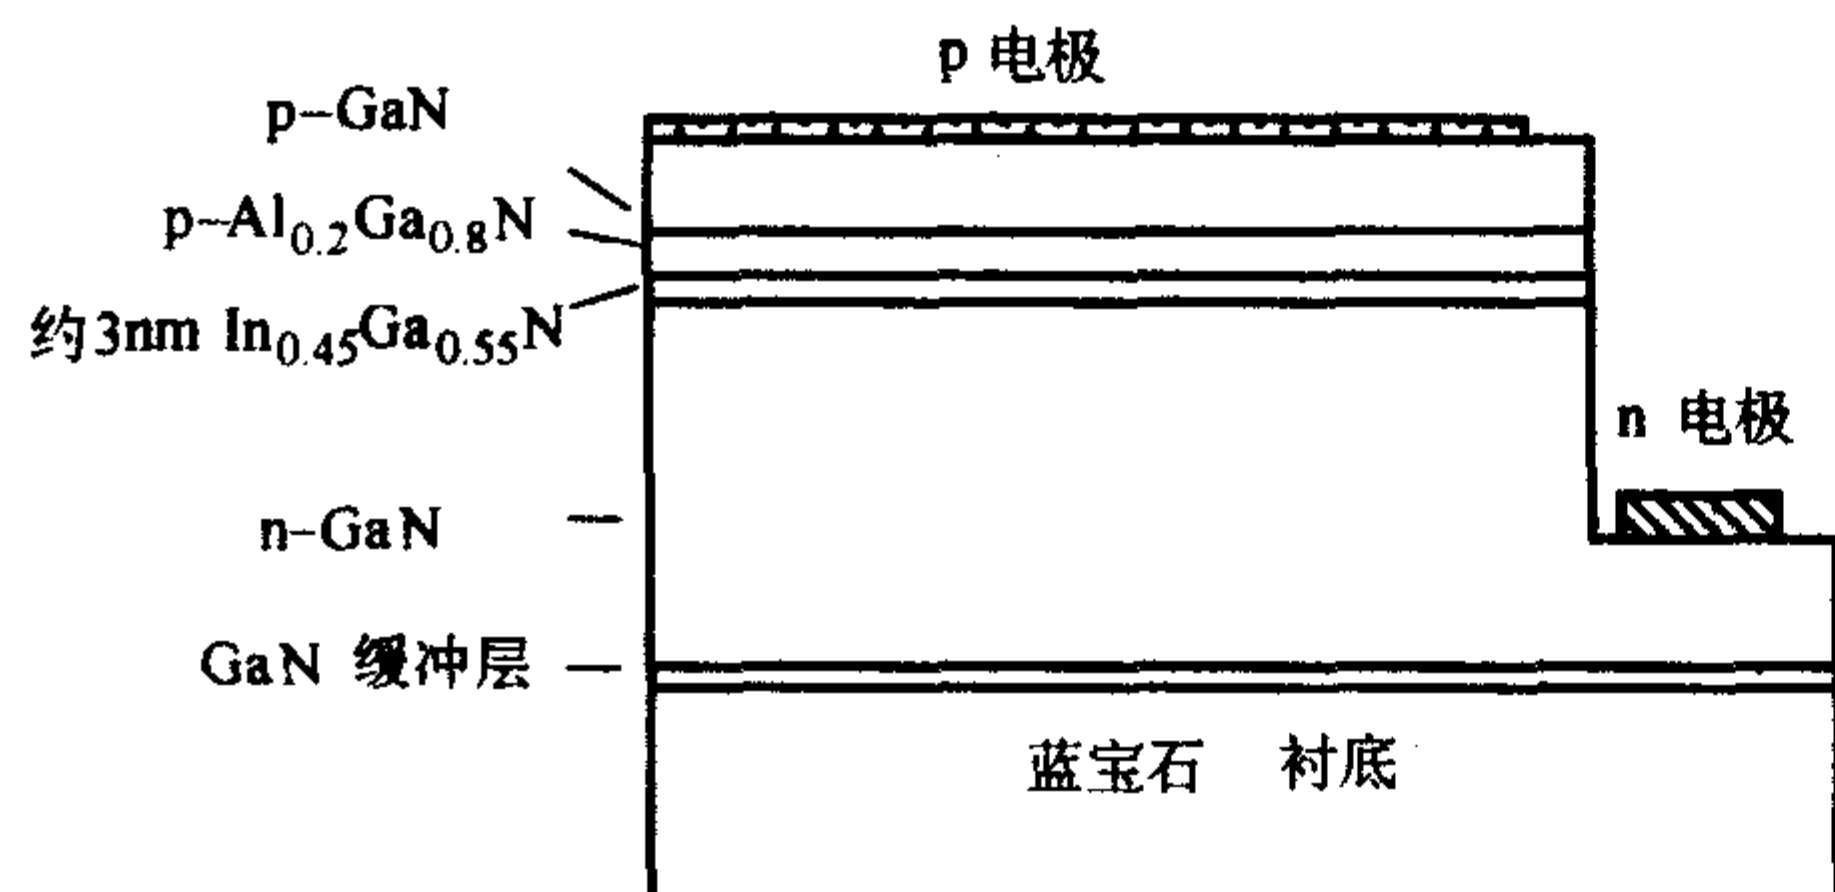 p 电极
p-GaN
p-Al0.2Ga0.8N
约3nm In0.45Ga0.55N
n 电极
n-GaN
GaN 缓冲层
蓝宝石 衬底